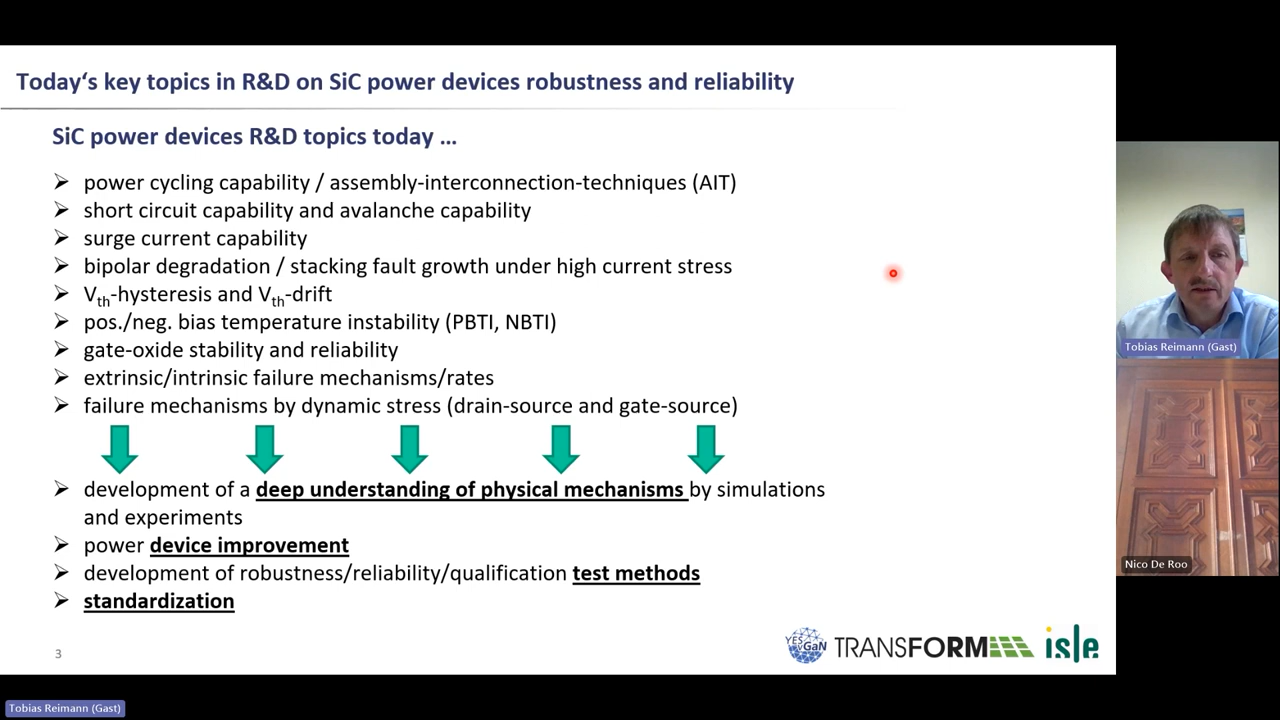 Today‘s key topics in R&D on SiC power devices robustness and reliability
SiC power devices R&D topics today …
power cycling capability / assembly-interconnection-techniques (AIT)
short circuit capability and avalanche capability
surge current capability
bipolar degradation / stacking fault growth under high current stress
Vth-hysteresis and Vth-drift
pos./neg. bias temperature instability (PBTI, NBTI)
gate-oxide stability and reliability
extrinsic/intrinsic failure mechanisms/rates
failure mechanisms by dynamic stress (drain-source and gate-source)
development of a deep understanding of physical mechanisms by simulations
and experiments
power device improvement
development of robustness/reliability/qualification test methods
standardization
3
YES vGaN
TRANSFORM
isle
Tobias Reimann (Gast)
Nico De Roo
Tobias Reimann (Gast)